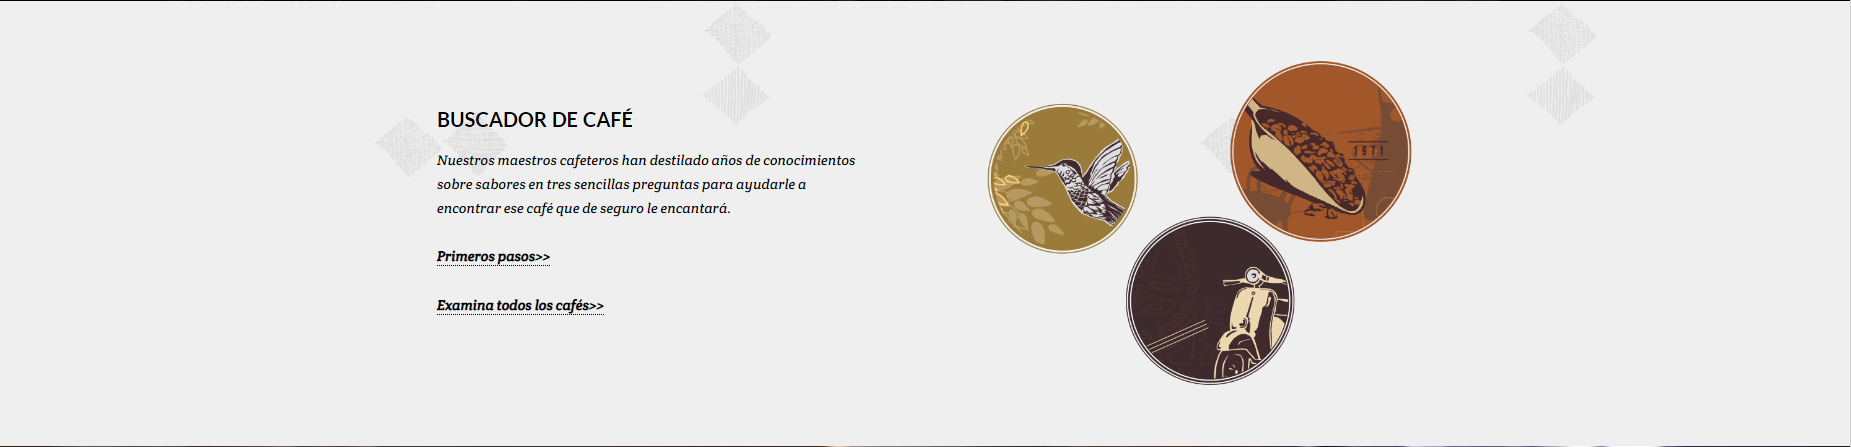 BUSCADOR DE CAFÉ
Nuestros maestros cafeteros han destilado años de conocimientos
sobre sabores en tres sencillas preguntas para ayudarle a
encontrar ese café que de seguro le encantará.
Primeros pasos>>
Examina todos los cafés>>
1971